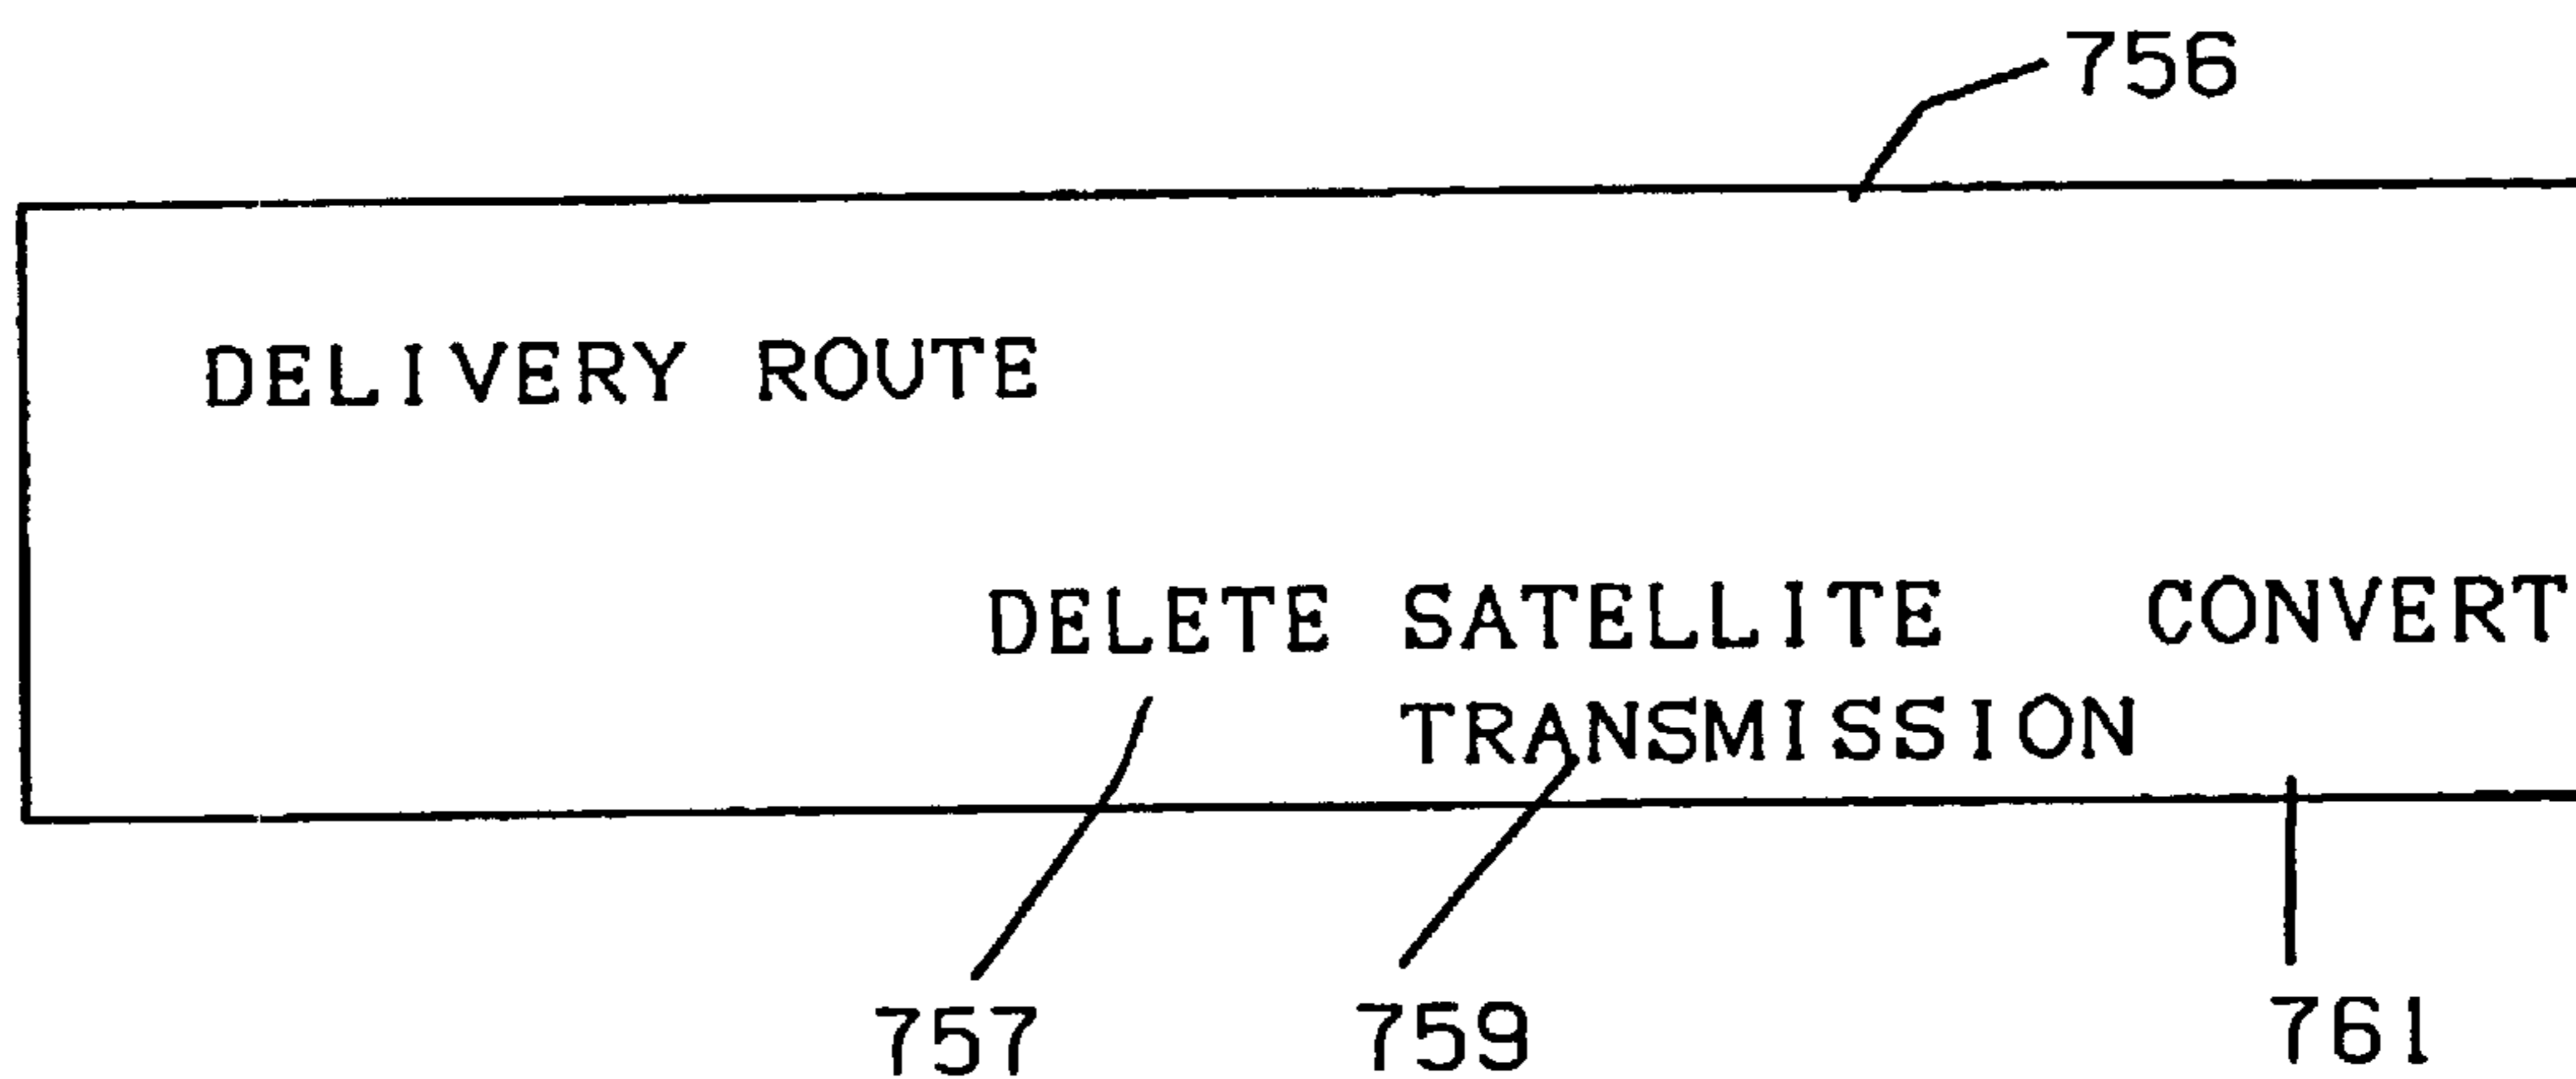 756
DELIVERY ROUTE
DELETE SATELLITE CONVERT
TRANSMISSION
757 759 761